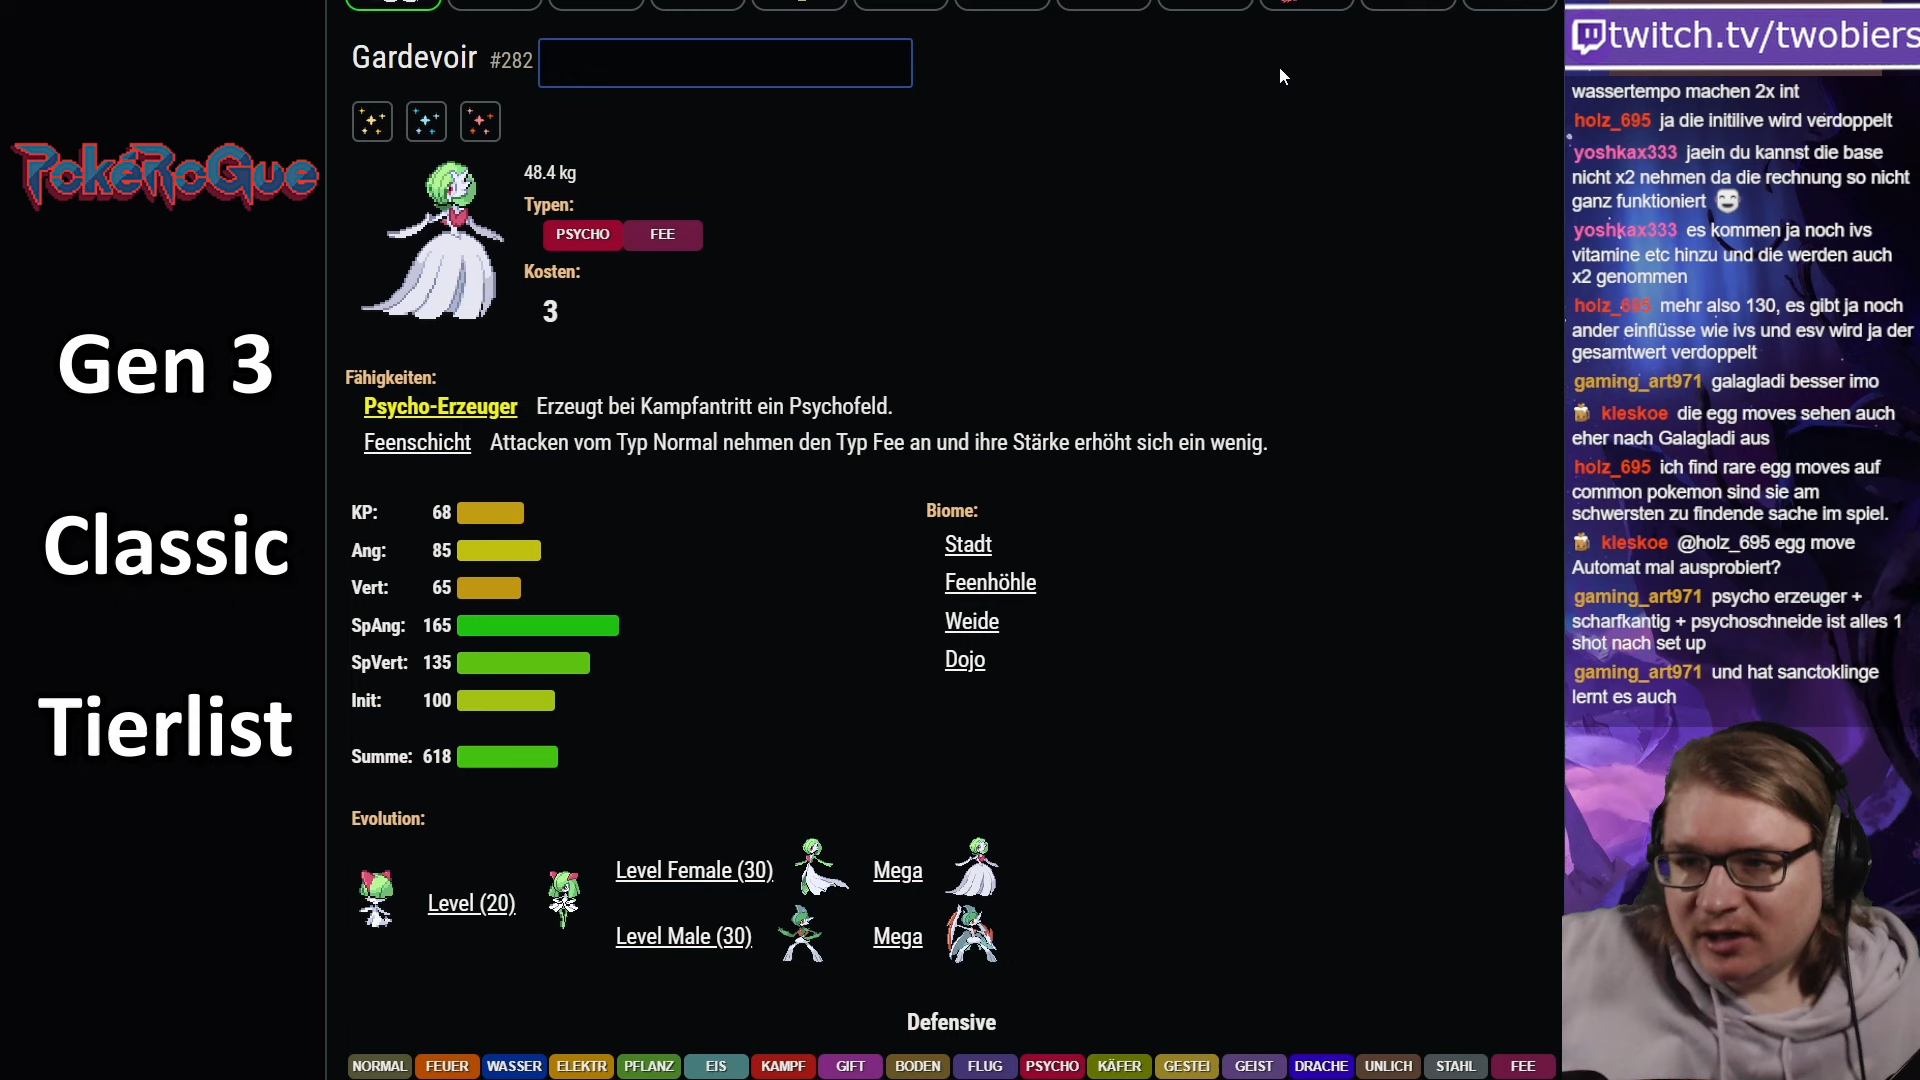 PokéRoGue
Gen 3
Classic
Tierlist
Gardevoir #282
48.4 kg
Typen:
PSYCHO FEE
Kosten:
3
Fähigkeiten:
Psycho-Erzeuger Erzeugt bei Kampfantritt ein Psychofeld.
Feenschicht Attacken vom Typ Normal nehmen den Typ Fee an und ihre Stärke erhöht sich ein wenig.
KP: 68
Ang: 85
Vert: 65
SpAng: 165
SpVert: 135
Init: 100
Summe: 618
Biome:
Stadt
Feenhöhle
Weide
Dojo
Evolution:
Level (20)
Level Female (30) Mega
Level Male (30) Mega
Defensive
NORMAL FEUER WASSER ELEKTR PFLANZ EIS KAMPF GIFT BODEN FLUG PSYCHO KÄFER GESTEI GEIST DRACHE UNLICH STAHL FEE
twitch.tv/twobiers
wassertempo machen 2x int
holz_695 ja die initilive wird verdoppelt
yoshkax333 jaein du kannst die base
nicht x2 nehmen da die rechnung so nicht
ganz funktioniert
yoshkax333 es kommen ja noch ivs
vitamine etc hinzu und die werden auch
x2 genommen
holz_695 mehr also 130, es gibt ja noch
ander einflüsse wie ivs und esv wird ja der
gesamtwert verdoppelt
gaming_art971 galagladi besser imo
kleskoe die egg moves sehen auch
eher nach Galagladi aus
holz_695 ich find rare egg moves auf
common pokemon sind sie am
schwersten zu findende sache im spiel.
kleskoe @holz_695 egg move
Automat mal ausprobiert?
gaming_art971 psycho erzeuger +
scharfkantig + psychoschneide ist alles 1
shot nach set up
gaming_art971 und hat sanctoklinge
lernt es auch